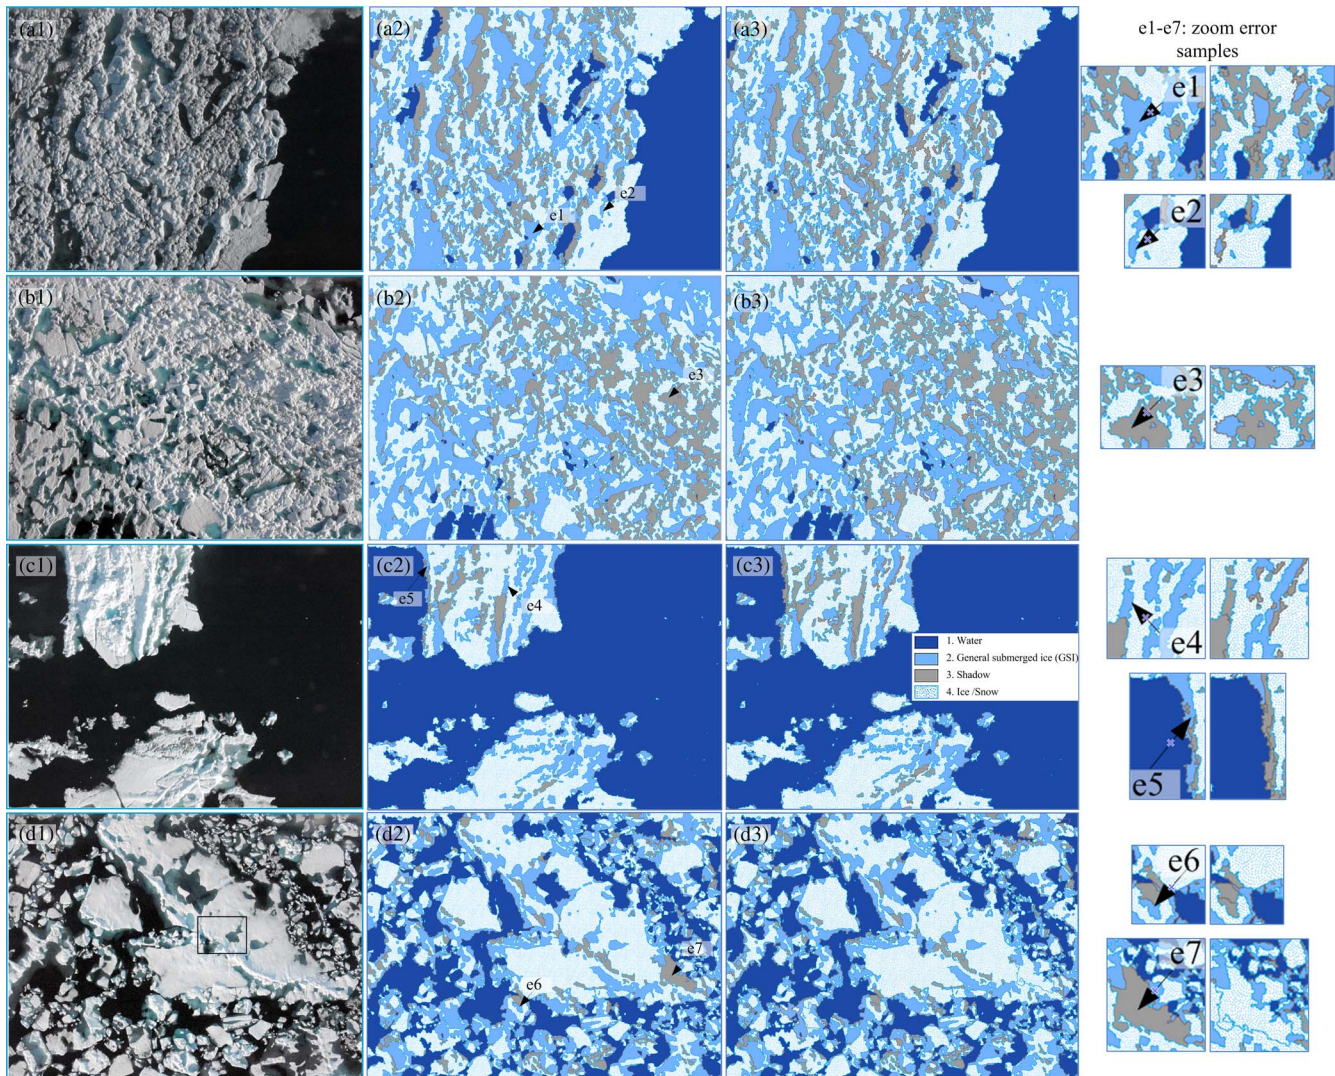 (a1)
(a2)
(a3)
e1-e7: zoom error
samples
e1
e2
e1
e2
(b1)
(b2)
(b3)
e3
e3
(c1)
(c2)
(c3)
e5
e4
1. Water
2. General submerged ice (GSI)
3. Shadow
4. Ice /Snow
e4
e5
(d1)
(d2)
(d3)
e7
e6
e6
e7